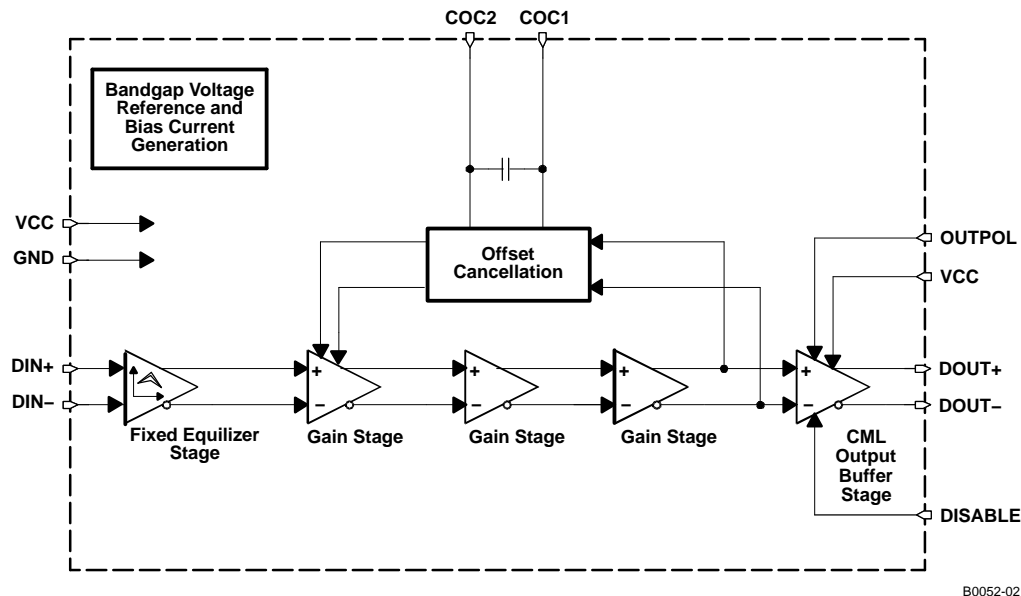 COC2 COC1
Bandgap Voltage
Reference and
Bias Current
Generation
VCC
GND
Offset
Cancellation
OUTPOL
VCC
DIN+
DIN–
+
–
+
–
+
–
+
–
DOUT+
DOUT–
Fixed Equilizer
Stage
Gain Stage
Gain Stage
Gain Stage
CML
Output
Buffer
Stage
DISABLE
B0052-02